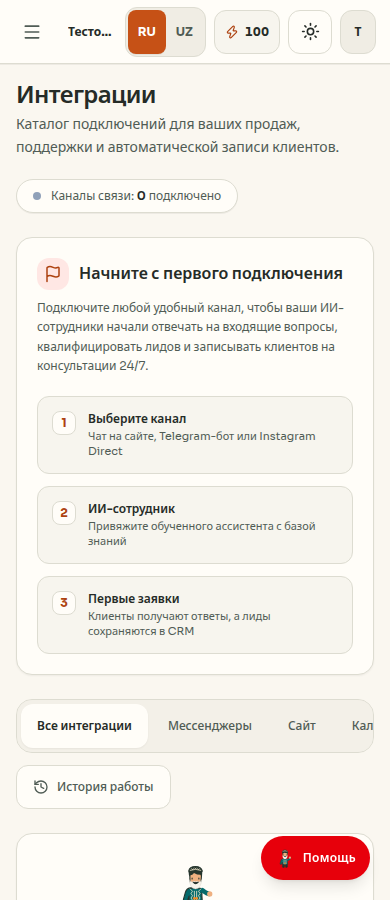 Тесто...
RU
UZ
100
T
Интеграции
Каталог подключений для ваших продаж,
поддержки и автоматической записи клиентов.
Каналы связи: 0 подключено
Начните с первого подключения
Подключите любой удобный канал, чтобы ваши ИИ-
сотрудники начали отвечать на входящие вопросы,
квалифицировать лидов и записывать клиентов на
консультации 24/7.
1
Выберите канал
Чат на сайте, Telegram-бот или Instagram
Direct
2
ИИ-сотрудник
Привяжите обученного ассистента с базой
знаний
3
Первые заявки
Клиенты получают ответы, а лиды
сохраняются в CRM
Все интеграции
Мессенджеры
Сайт
Кал
История работы
Помощь